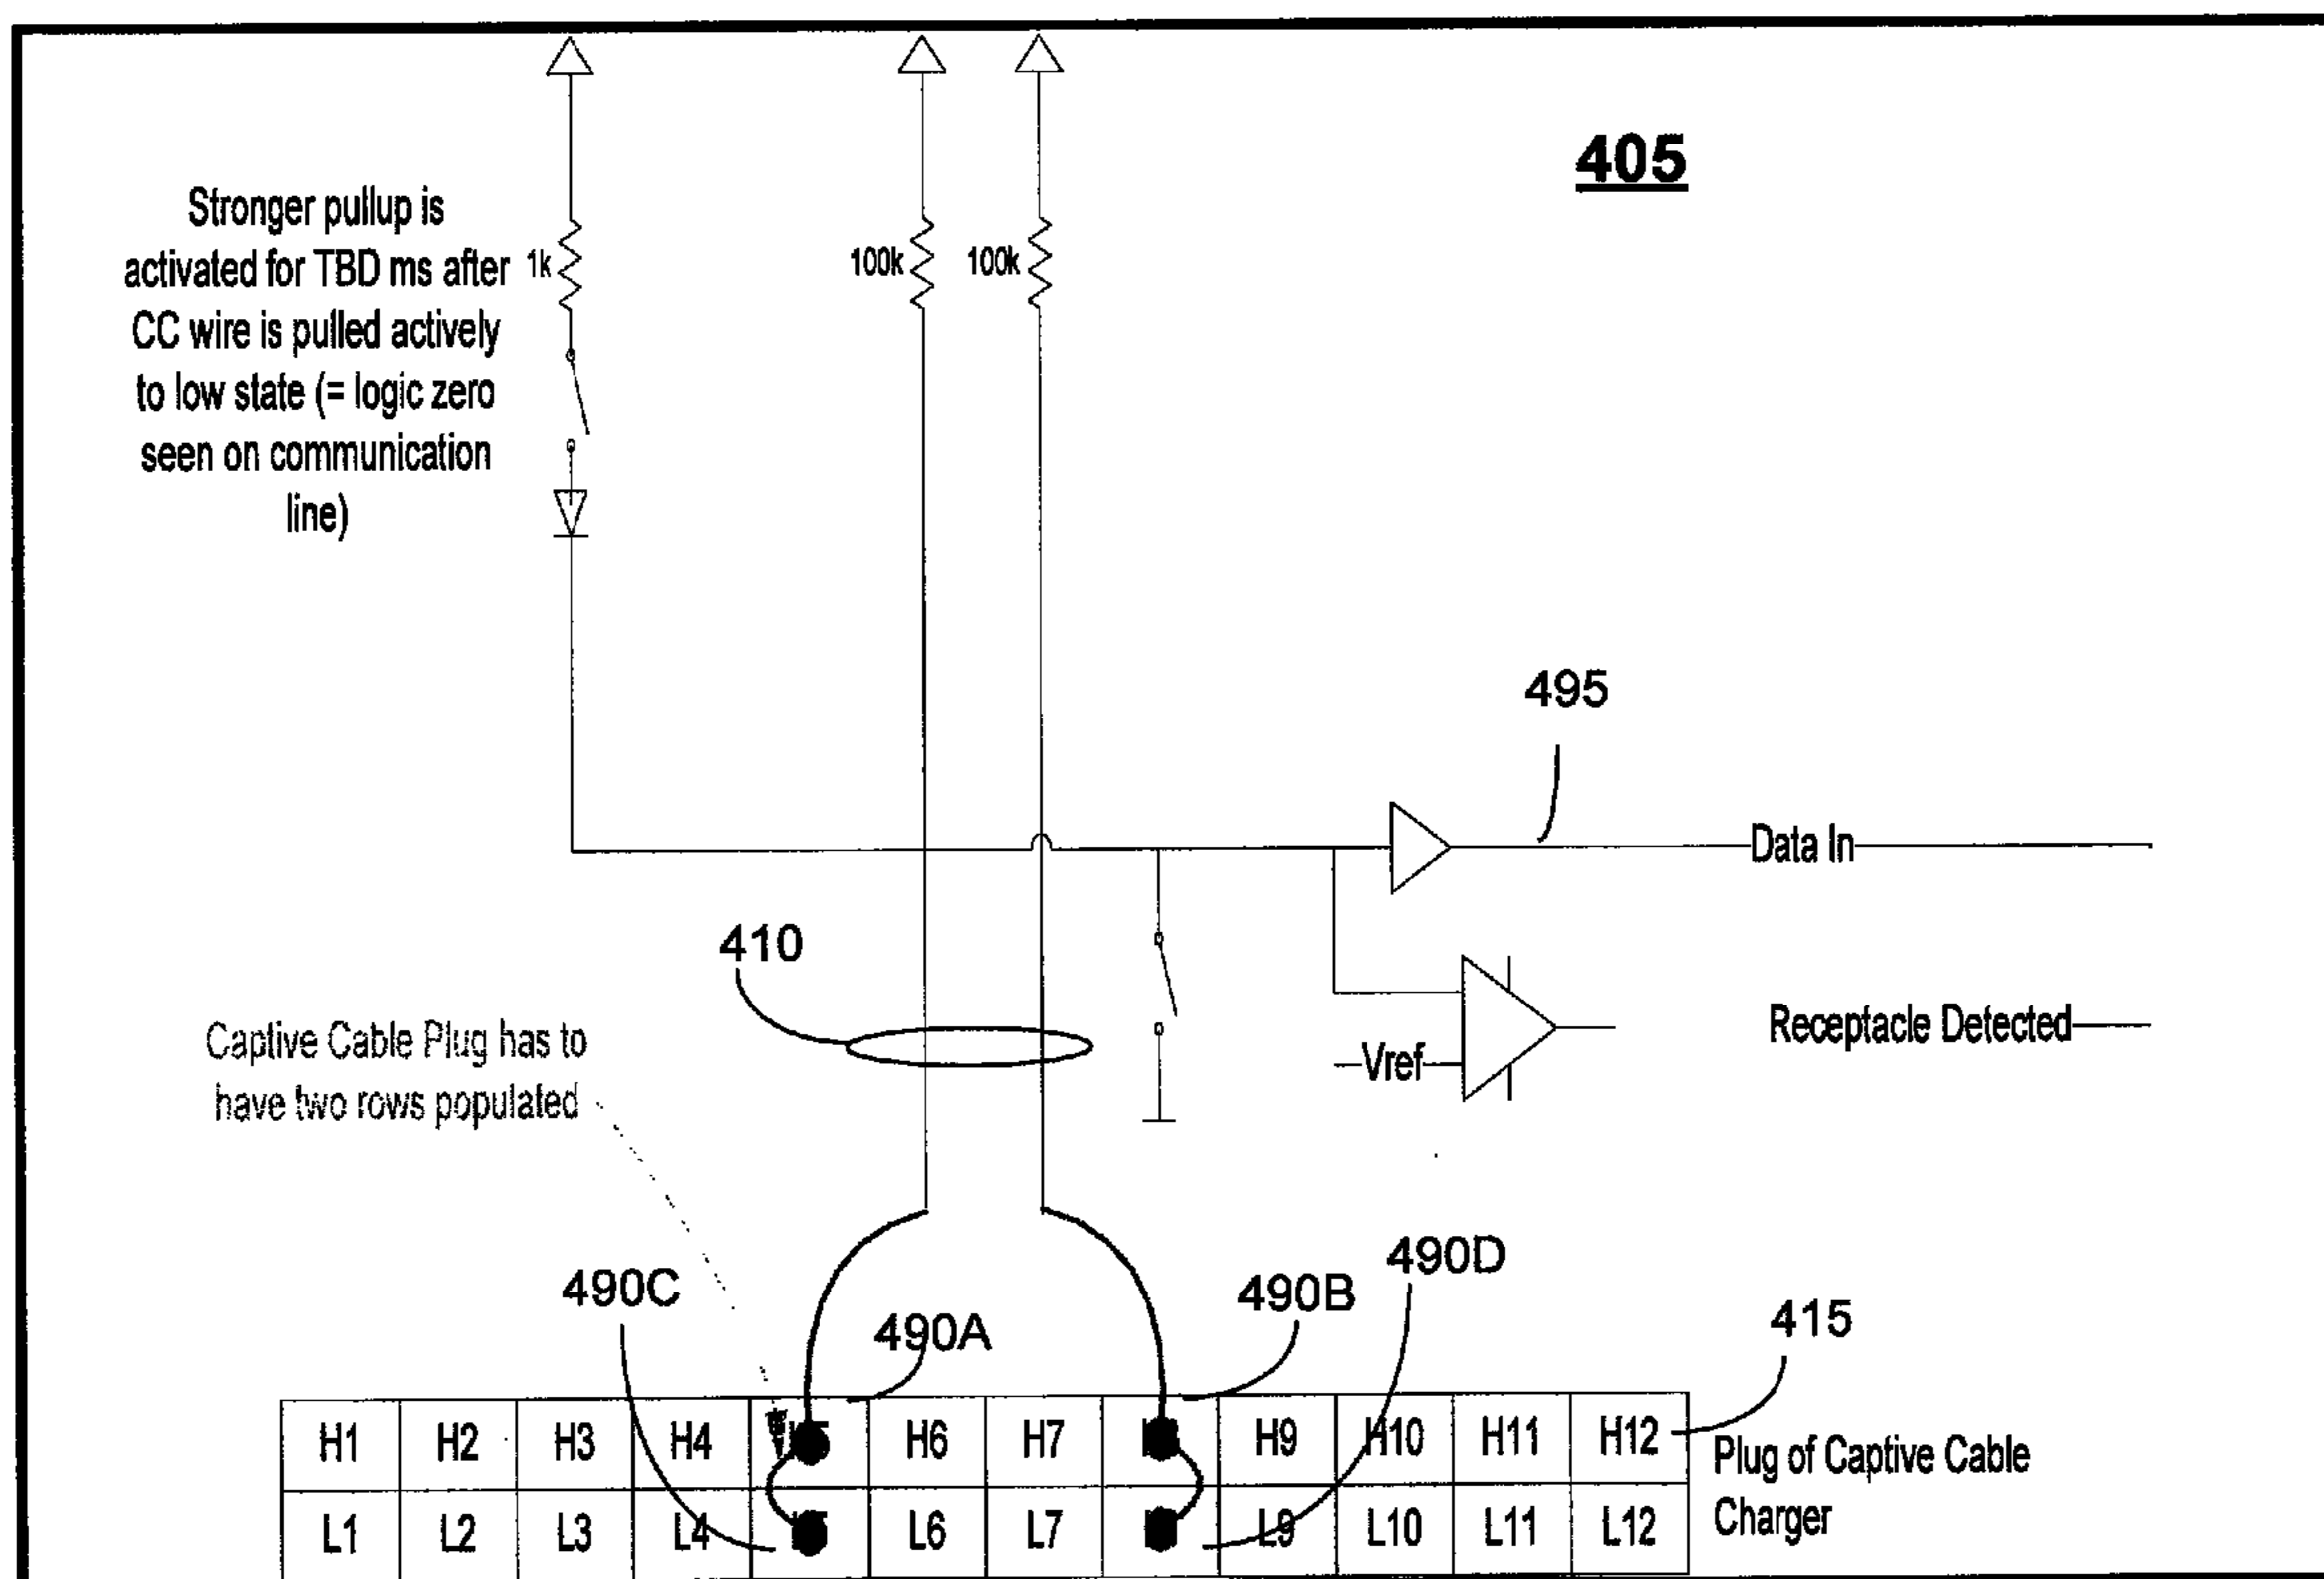 405
Stronger pullup is
activated for TBD ms after
CC wire is pulled actively
to low state (= logic zero
seen on communication
line)
1k
100k
100k
495
Data In
410
Captive Cable Plug has to
have two rows populated
Receptacle Detected
Vref
490C
490A
490B
490D
415
H1 H2 H3 H4 H6 H7 H9 H10 H11 H12
L1 L2 L3 L4 L6 L7 L9 L10 L11 L12
Plug of Captive Cable
Charger